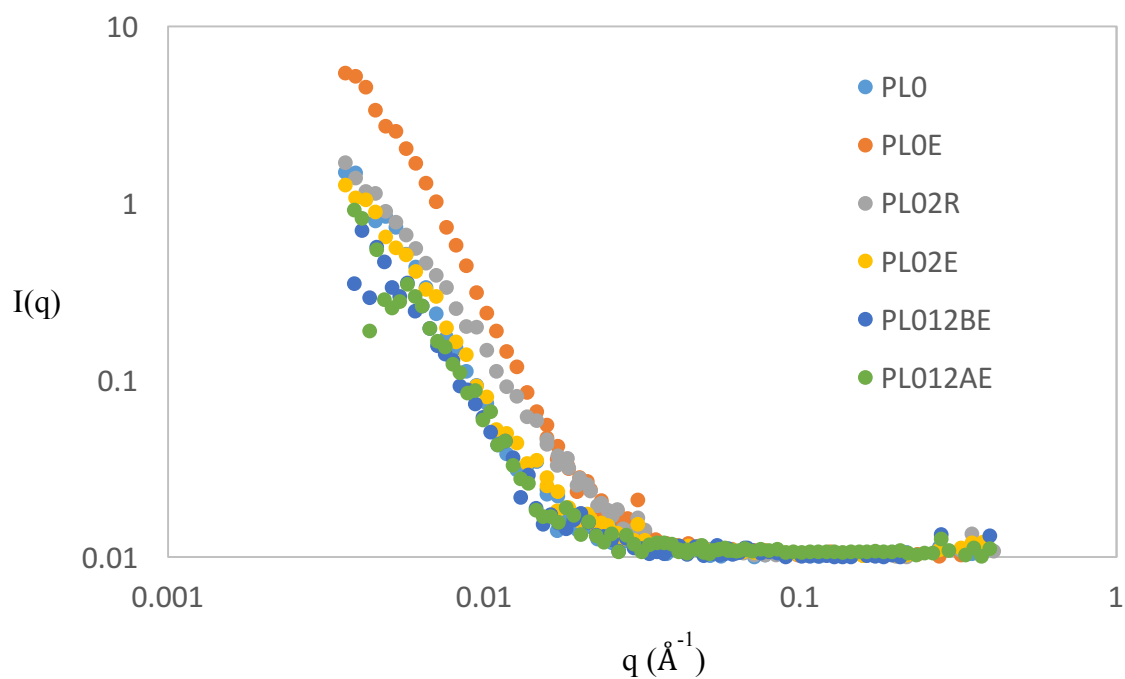 10
1
0.1
0.01
I(q)
0.001
0.01
0.1
1
q (Å⁻¹)
PL0
PL0E
PL02R
PL02E
PL012BE
PL012AE